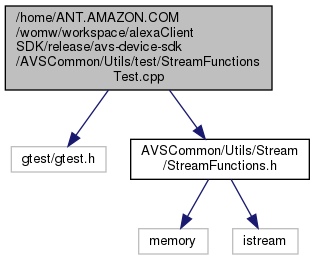 /home/ANT.AMAZON.COM
/womw/workspace/alexaClient
SDK/release/avs-device-sdk
/AVSCommon/Utils/test/StreamFunctions
Test.cpp
gtest/gtest.h
AVSCommon/Utils/Stream
/StreamFunctions.h
memory
istream